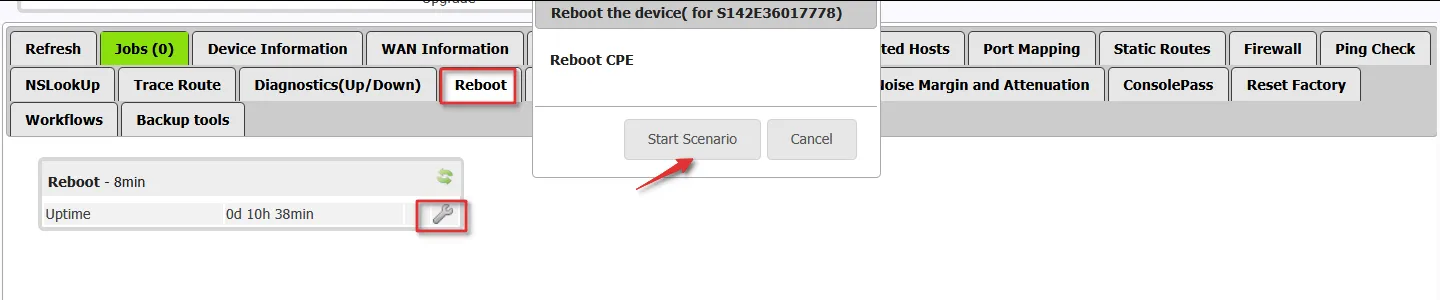 Upgrade
Reboot the device( for S142E36017778)
Refresh Jobs (0) Device Information WAN Information Hosts Port Mapping Static Routes Firewall Ping Check
Reboot CPE
NSLookUp Trace Route Diagnostics(Up/Down) Reboot Margin and Attenuation ConsolePass Reset Factory
Workflows Backup tools
Start Scenario Cancel
Reboot - 8min
Uptime 0d 10h 38min